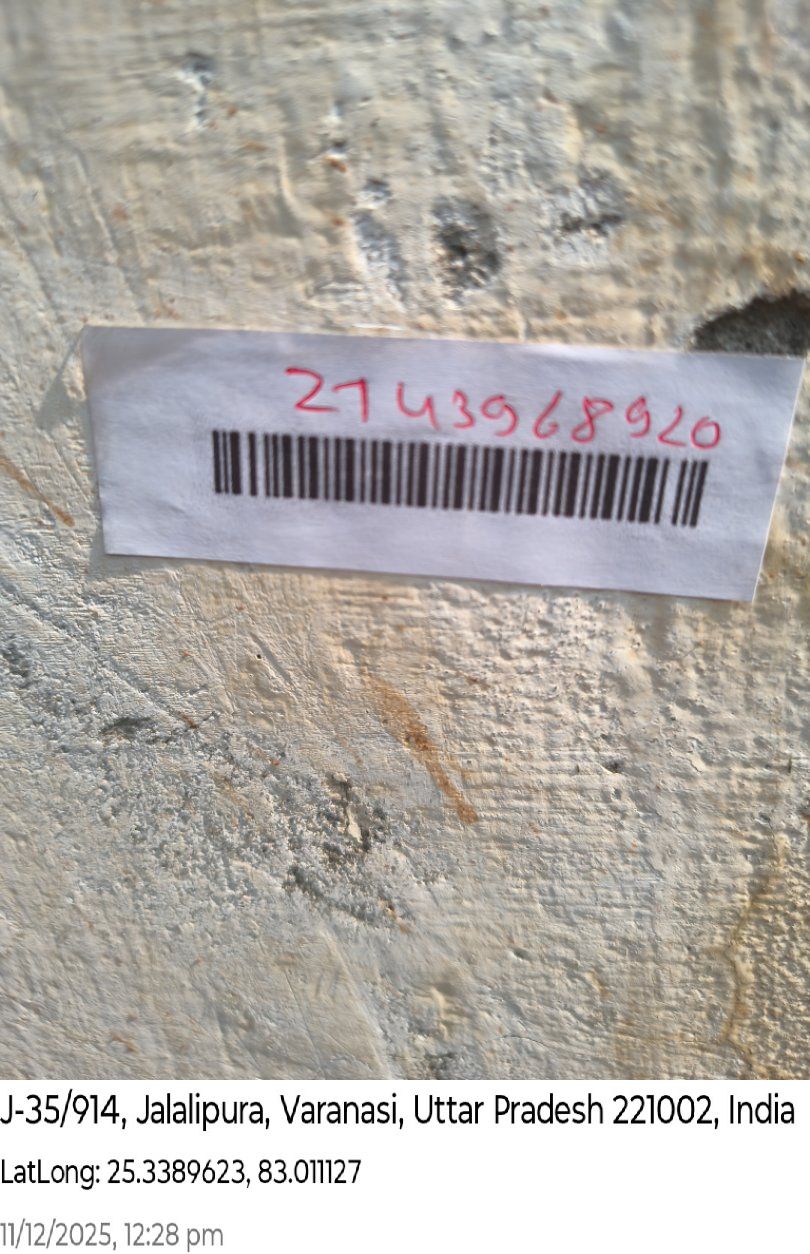 2143968920
J-35/914, Jalalipura, Varanasi, Uttar Pradesh 221002, India
LatLong: 25.3389623, 83.011127
11/12/2025, 12:28 pm